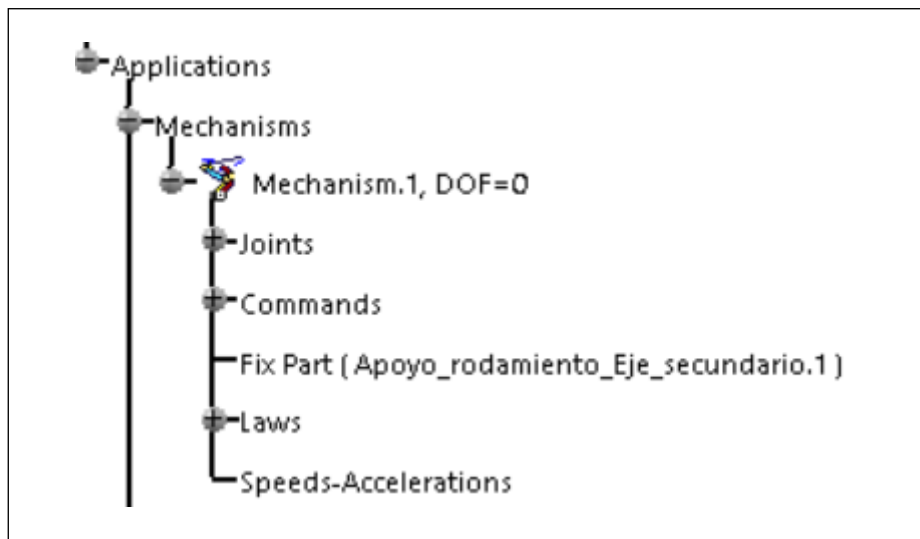 Applications
Mechanisms
Mechanism.1, DOF=0
Joints
Commands
Fix Part ( Apoyo_rodamiento_Eje_secundario.1 )
Laws
Speeds-Accelerations